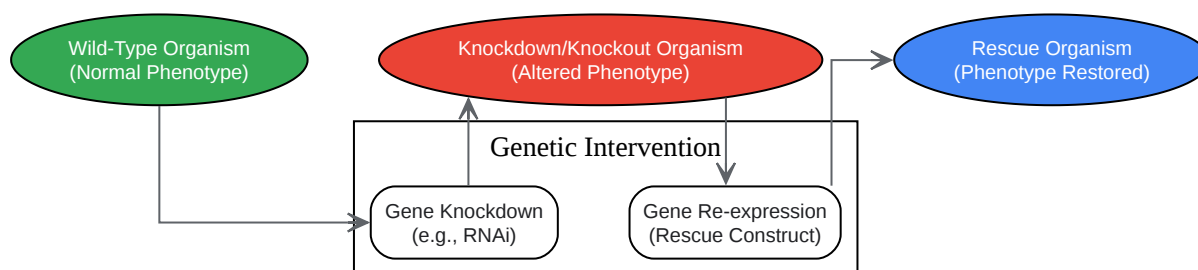 Wild-Type Organism
(Normal Phenotype)
Knockdown/Knockout Organism
(Altered Phenotype)
Rescue Organism
(Phenotype Restored)
Genetic Intervention
Gene Knockdown
(e.g., RNAi)
Gene Re-expression
(Rescue Construct)